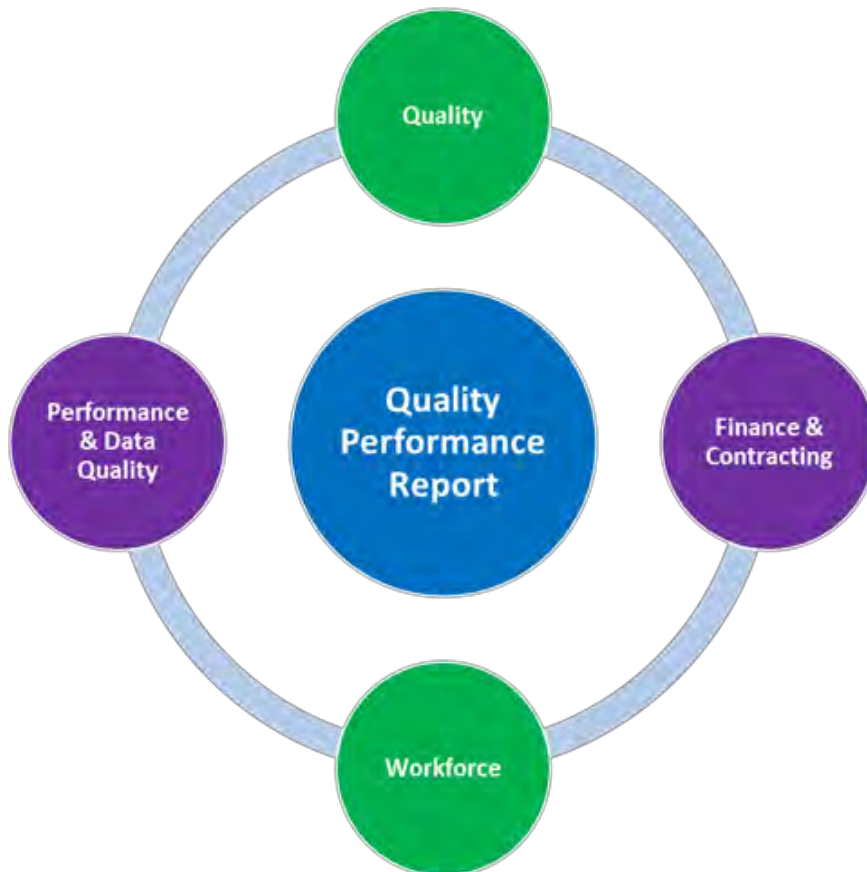 Quality
Performance
& Data
Quality
Quality
Performance
Report
Finance &
Contracting
Workforce